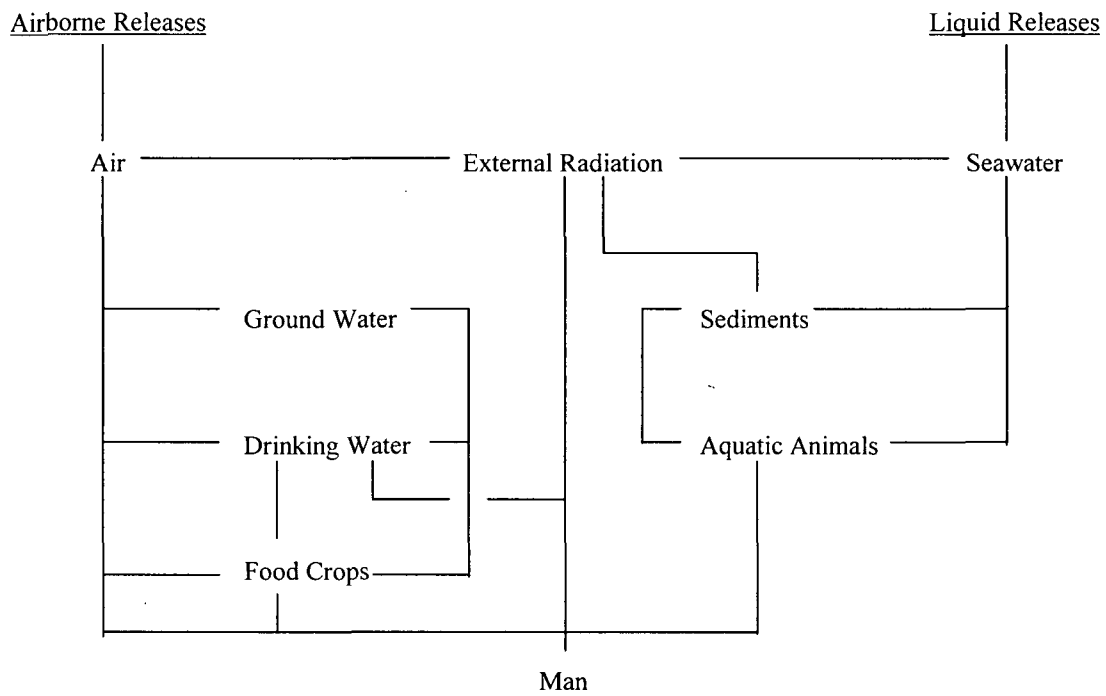 Airborne Releases
Liquid Releases
Air
External Radiation
Seawater
Ground Water
Sediments
Drinking Water
Aquatic Animals
Food Crops
Man